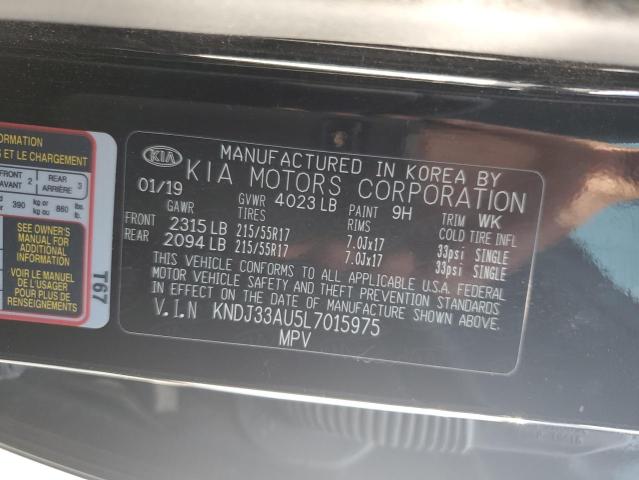 ORMATION
S ET LE CHARGEMENT
FRONT 2 REAR 3
AVANT ARRIÈRE
390 kg or 860 lbs.
kg ou lb.
SEE OWNER'S
MANUAL FOR
ADDITIONAL
INFORMATION
VOIR LE MANUEL
DE L'USAGER
POUR PLUS DE
RENSEIGNEMENTS
T67
KIA
MANUFACTURED IN KOREA BY
KIA MOTORS CORPORATION
01/19 GVWR 4023 LB PAINT 9H TRIM WK
GAWR TIRES RIMS COLD TIRE INFL
FRONT 2315 LB 215/55R17 7.0Jx17 33psi SINGLE
REAR 2094 LB 215/55R17 7.0Jx17 33psi SINGLE
THIS VEHICLE CONFORMS TO ALL APPLICABLE U.S.A. FEDERAL
MOTOR VEHICLE SAFETY AND THEFT PREVENTION STANDARDS
IN EFFECT ON THE DATE OF MANUFACTURE SHOWN ABOVE.
V.I.N KNDJ33AU5L7015975
MPV